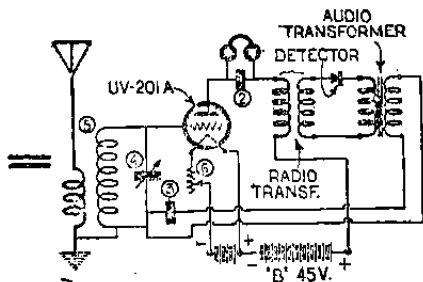 AUDIO
TRANSFORMER
DETECTOR
UV-201A
②
⑤
④
⑥
③
RADIO
TRANSF.
- + - +
"B" 45V.